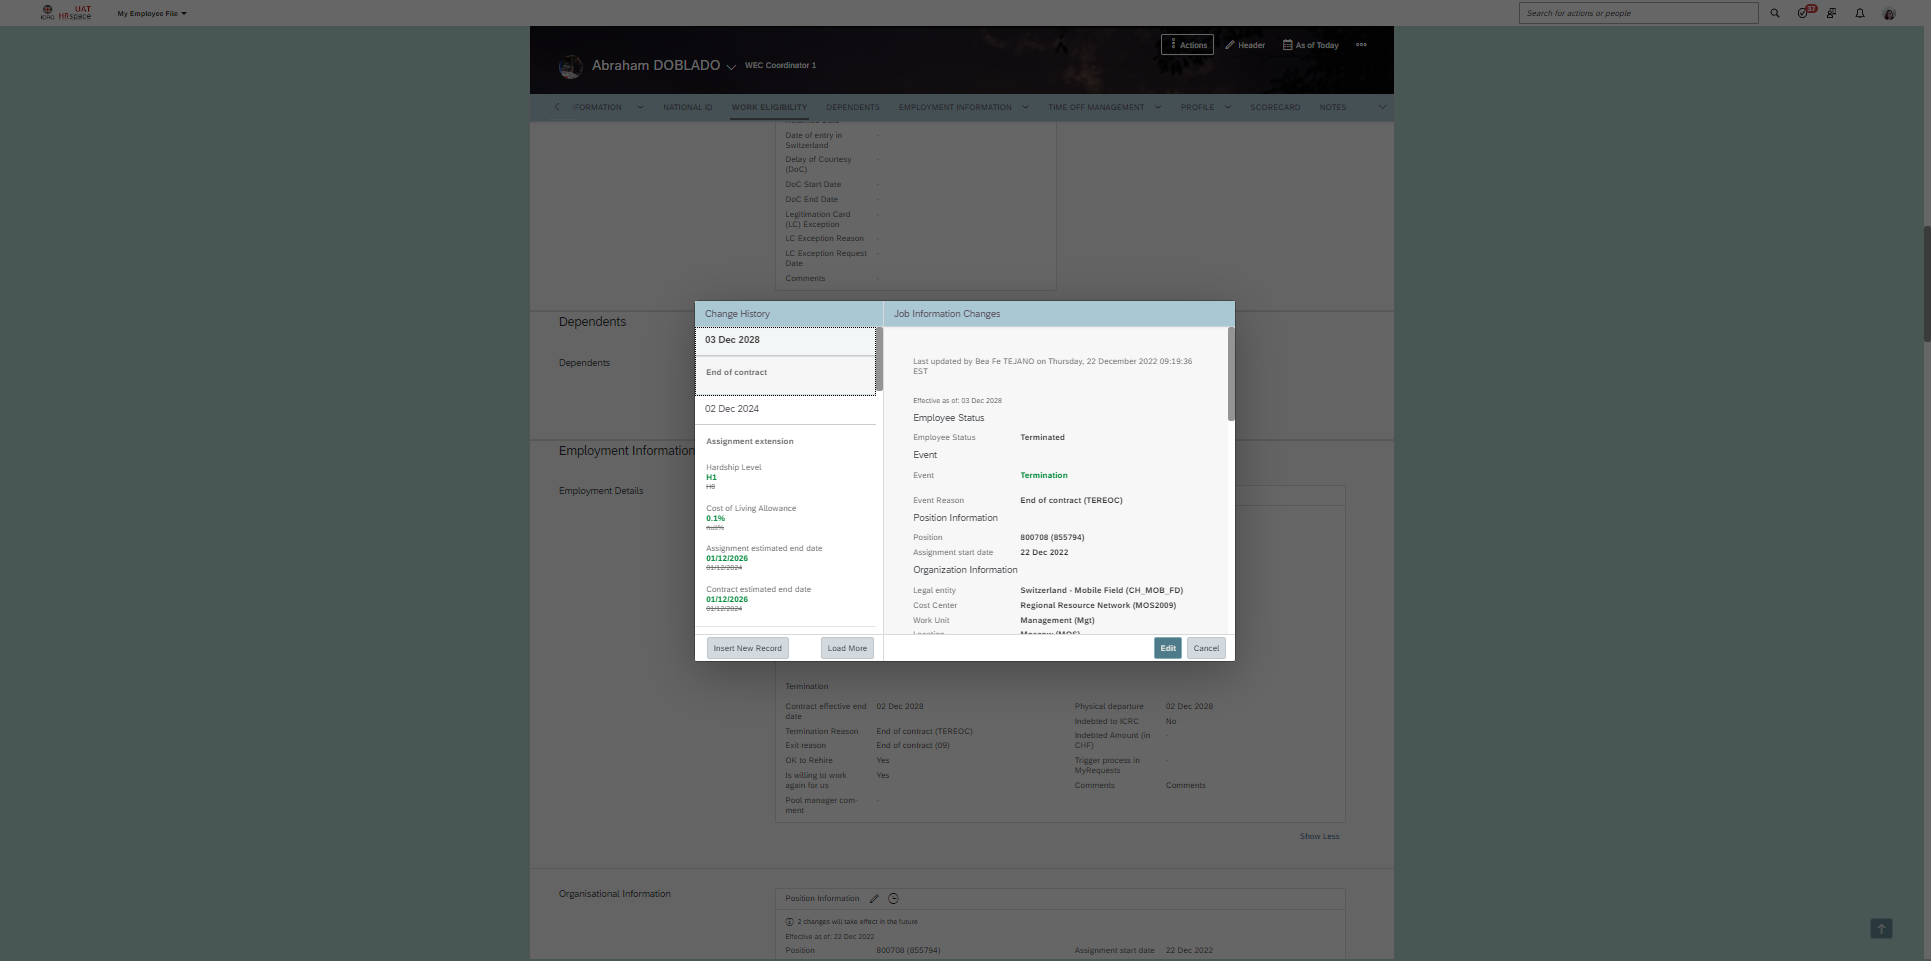 ICRC UAT HRspace
My Employee File
Search for actions or people
37
Actions
Header
As of Today
Abraham DOBLADO
WEC Coordinator 1
FORMATION
NATIONAL ID
WORK ELIGIBILITY
DEPENDENTS
EMPLOYMENT INFORMATION
TIME OFF MANAGEMENT
PROFILE
SCORECARD
NOTES
Date of entry in -
Switzerland
Delay of Courtesy -
(DoC)
DoC Start Date -
DoC End Date -
Legitimation Card -
(LC) Exception
LC Exception Reason -
LC Exception Request -
Date
Comments -
Dependents
Dependents
Employment Information
Employment Details
Change History
03 Dec 2028
End of contract
02 Dec 2024
Assignment extension
Hardship Level
H1
H0
Cost of Living Allowance
0.1%
Assignment estimated end date
01/12/2026
01/12/2024
Contract estimated end date
01/12/2026
01/12/2024
Insert New Record
Load More
Job Information Changes
Last updated by Bea Fe TEJANO on Thursday, 22 December 2022 09:19:36
EST
Effective as of: 03 Dec 2028
Employee Status
Employee Status Terminated
Event
Event Termination
Event Reason End of contract (TEREOC)
Position Information
Position 800708 (855794)
Assignment start date 22 Dec 2022
Organization Information
Legal entity Switzerland - Mobile Field (CH_MOB_FD)
Cost Center Regional Resource Network (MOS2009)
Work Unit Management (Mgt)
Location Moscow (MOS)
Edit
Cancel
Termination
Contract effective end 02 Dec 2028
date
Termination Reason End of contract (TEREOC)
Exit reason End of contract (09)
OK to Rehire Yes
Is willing to work Yes
again for us
Pool manager com- -
ment
Physical departure 02 Dec 2028
Indebted to ICRC No
Indebted Amount (in -
CHF)
Trigger process in -
MyRequests
Comments Comments
Show Less
Organisational Information
Position Information
2 changes will take effect in the future
Effective as of: 22 Dec 2022
Position 800708 (855794)
Assignment start date 22 Dec 2022